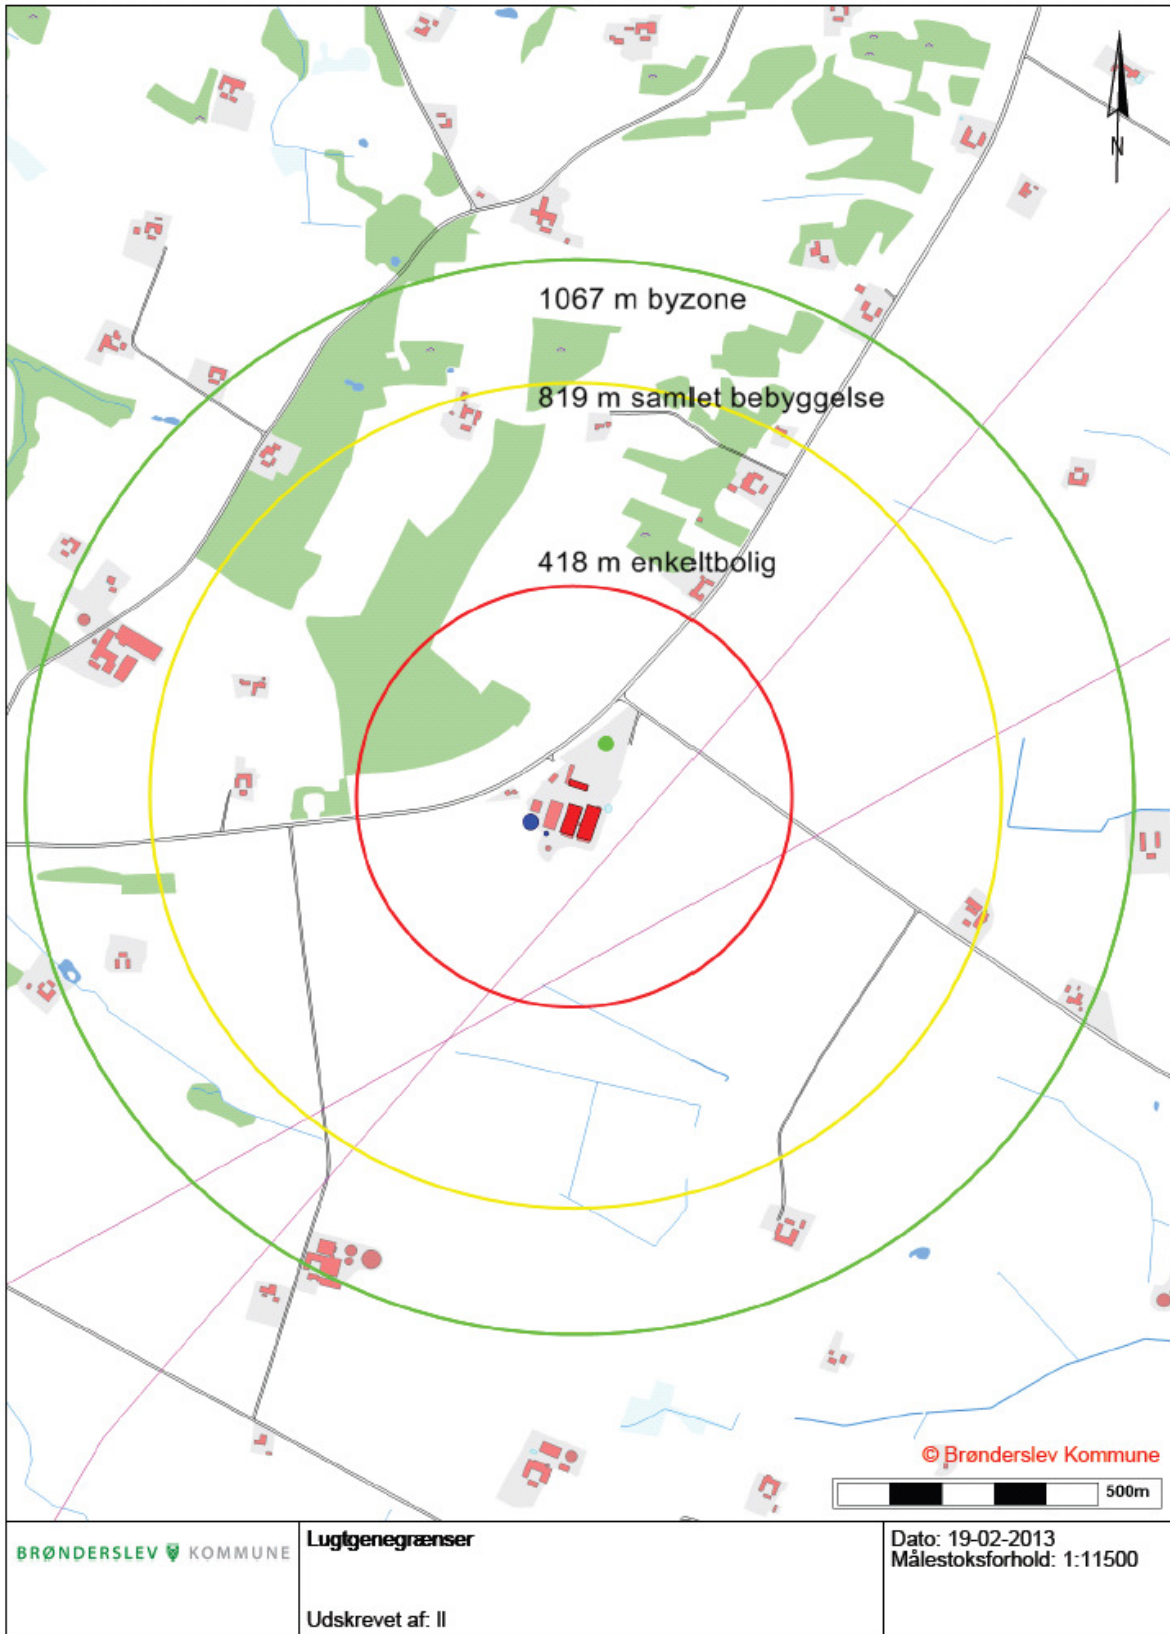 N
1067 m byzone
819 m samlet bebyggelse
418 m enkeltbolig
© Brønderslev Kommune
500m
BRØNDERSLEV KOMMUNE
Lugtgenegrænser
Udskrevet af: II
Dato: 19-02-2013
Målestoksforhold: 1:11500